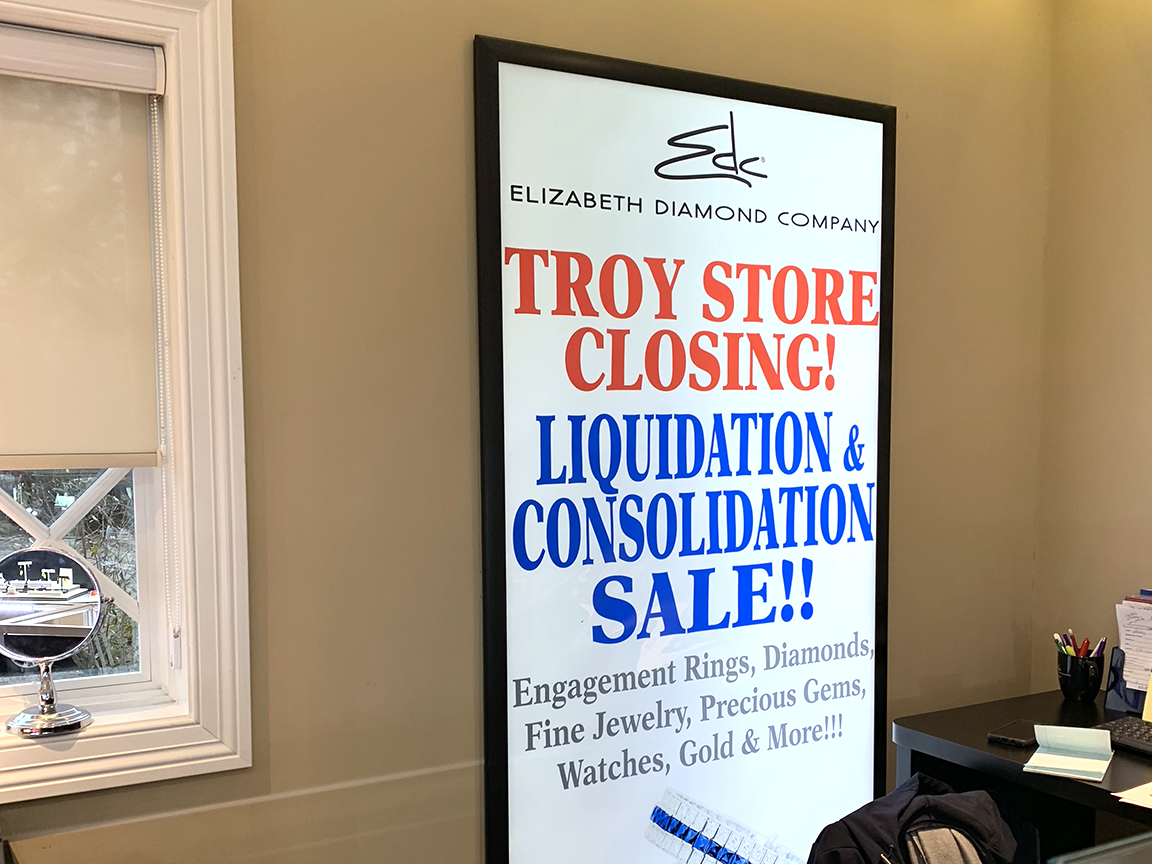 Edc®
ELIZABETH DIAMOND COMPANY
TROY STORE
CLOSING!
LIQUIDATION &
CONSOLIDATION
SALE!!
Engagement Rings, Diamonds,
Fine Jewelry, Precious Gems,
Watches, Gold & More!!!